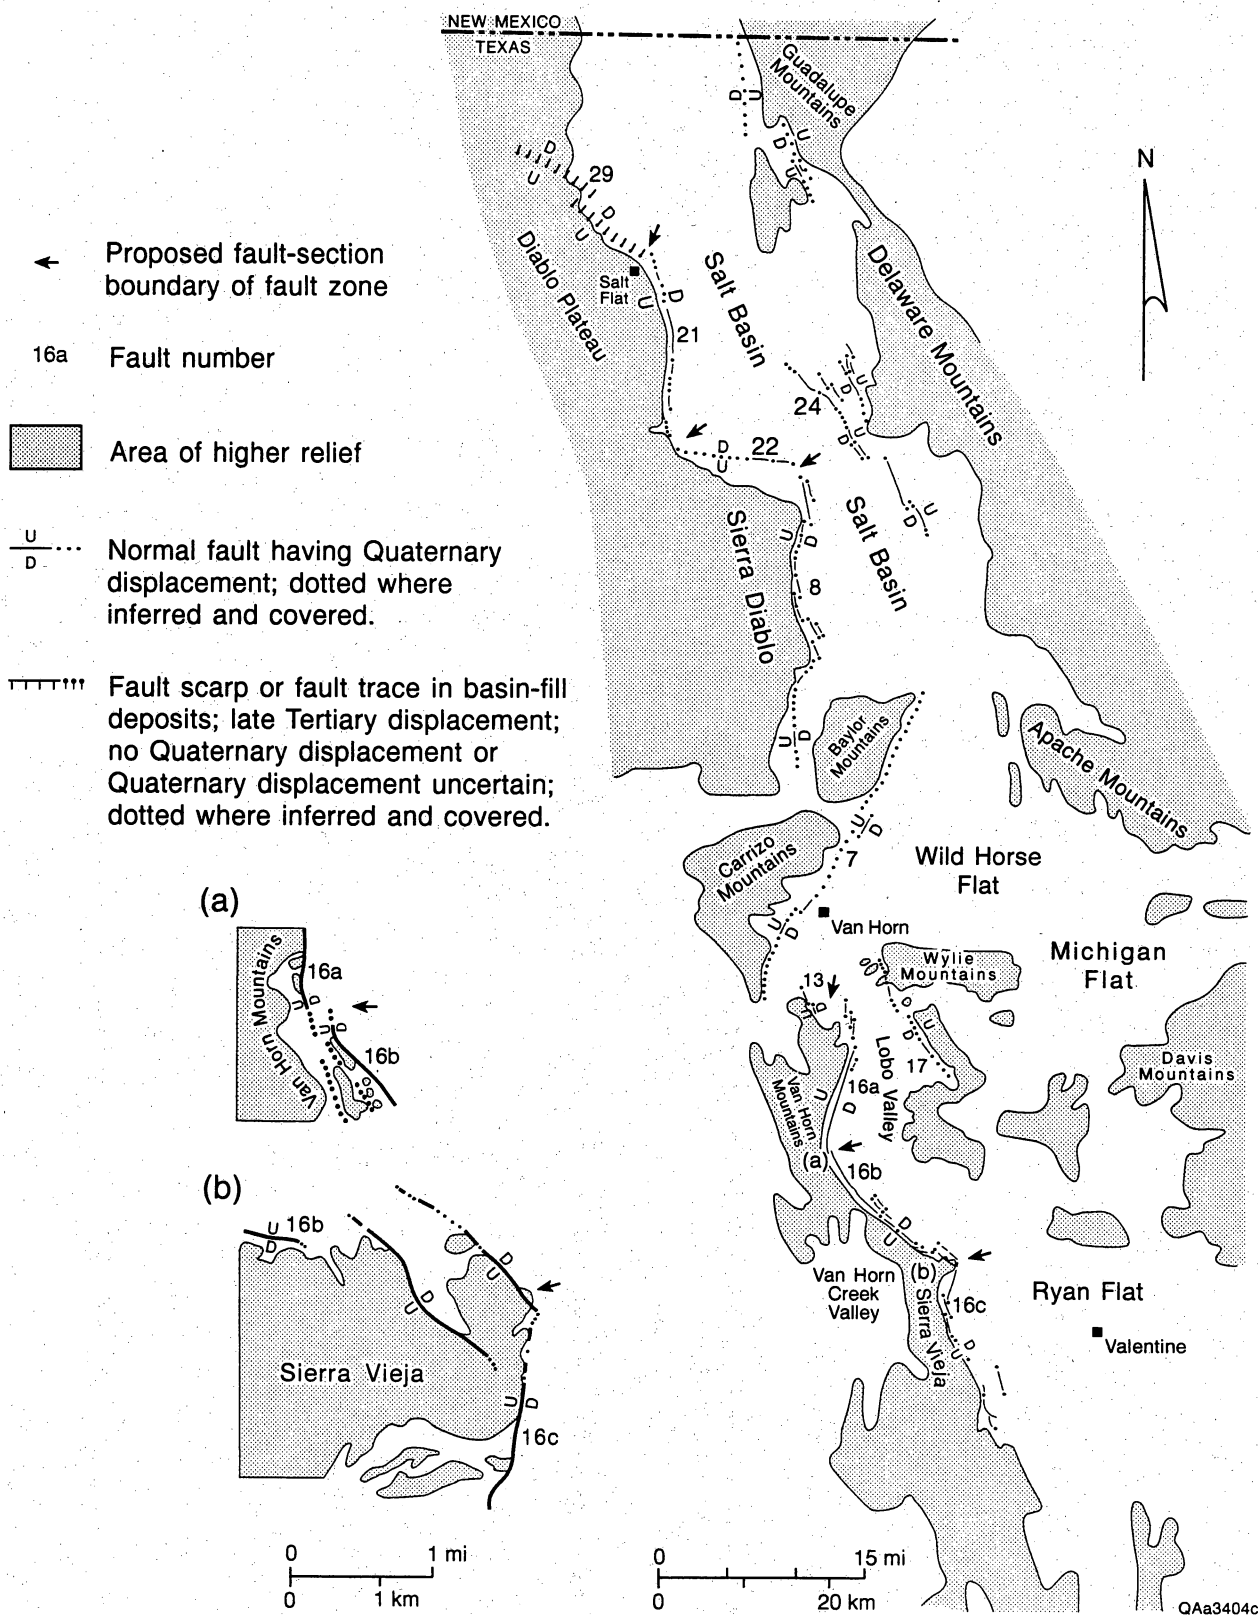 NEW MEXICO
TEXAS
Guadalupe
Mountains
D
U
U
D
U
N
D
29
U
D
U
Diablo Plateau
Salt
Flat
U
D
21
Salt Basin
Delaware Mountains
Proposed fault-section
boundary of fault zone
16a
Fault number
Area of higher relief
U
D
Normal fault having Quaternary
displacement; dotted where
inferred and covered.
Fault scarp or fault trace in basin-fill
deposits; late Tertiary displacement;
no Quaternary displacement or
Quaternary displacement uncertain;
dotted where inferred and covered.
U
D
24
U
D
D
22
U
U
D
Salt Basin
Sierra Diablo
U
D
8
U
D
Baylor
Mountains
Apache Mountains
U
D
7
Carrizo
Mountains
Wild Horse
Flat
U
D
Van Horn
Wylie
Mountains
Michigan
Flat
13
U
D
D
U
D
17
Lobo Valley
Davis
Mountains
Van Horn
Mountains
U
16a
D
(a)
16b
D
U
(b)
Van Horn
Creek
Valley
Sierra Vieja
16c
U
D
Ryan Flat
Valentine
(a)
Van Horn Mountains
U
16a
U
D
U
D
16b
(b)
U
16b
D
D
U
D
U
Sierra Vieja
U
D
16c
0
1 mi
0
1 km
0
15 mi
0
20 km
QAa3404c